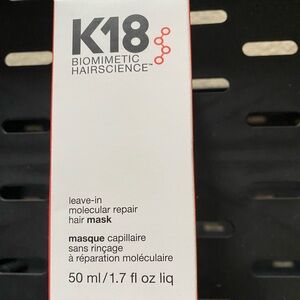 K18
BIOMIMETIC
HAIRSCIENCE™
leave-in
molecular repair
hair mask
masque capillaire
sans rinçage
à réparation moléculaire
50 ml/1.7 fl oz liq